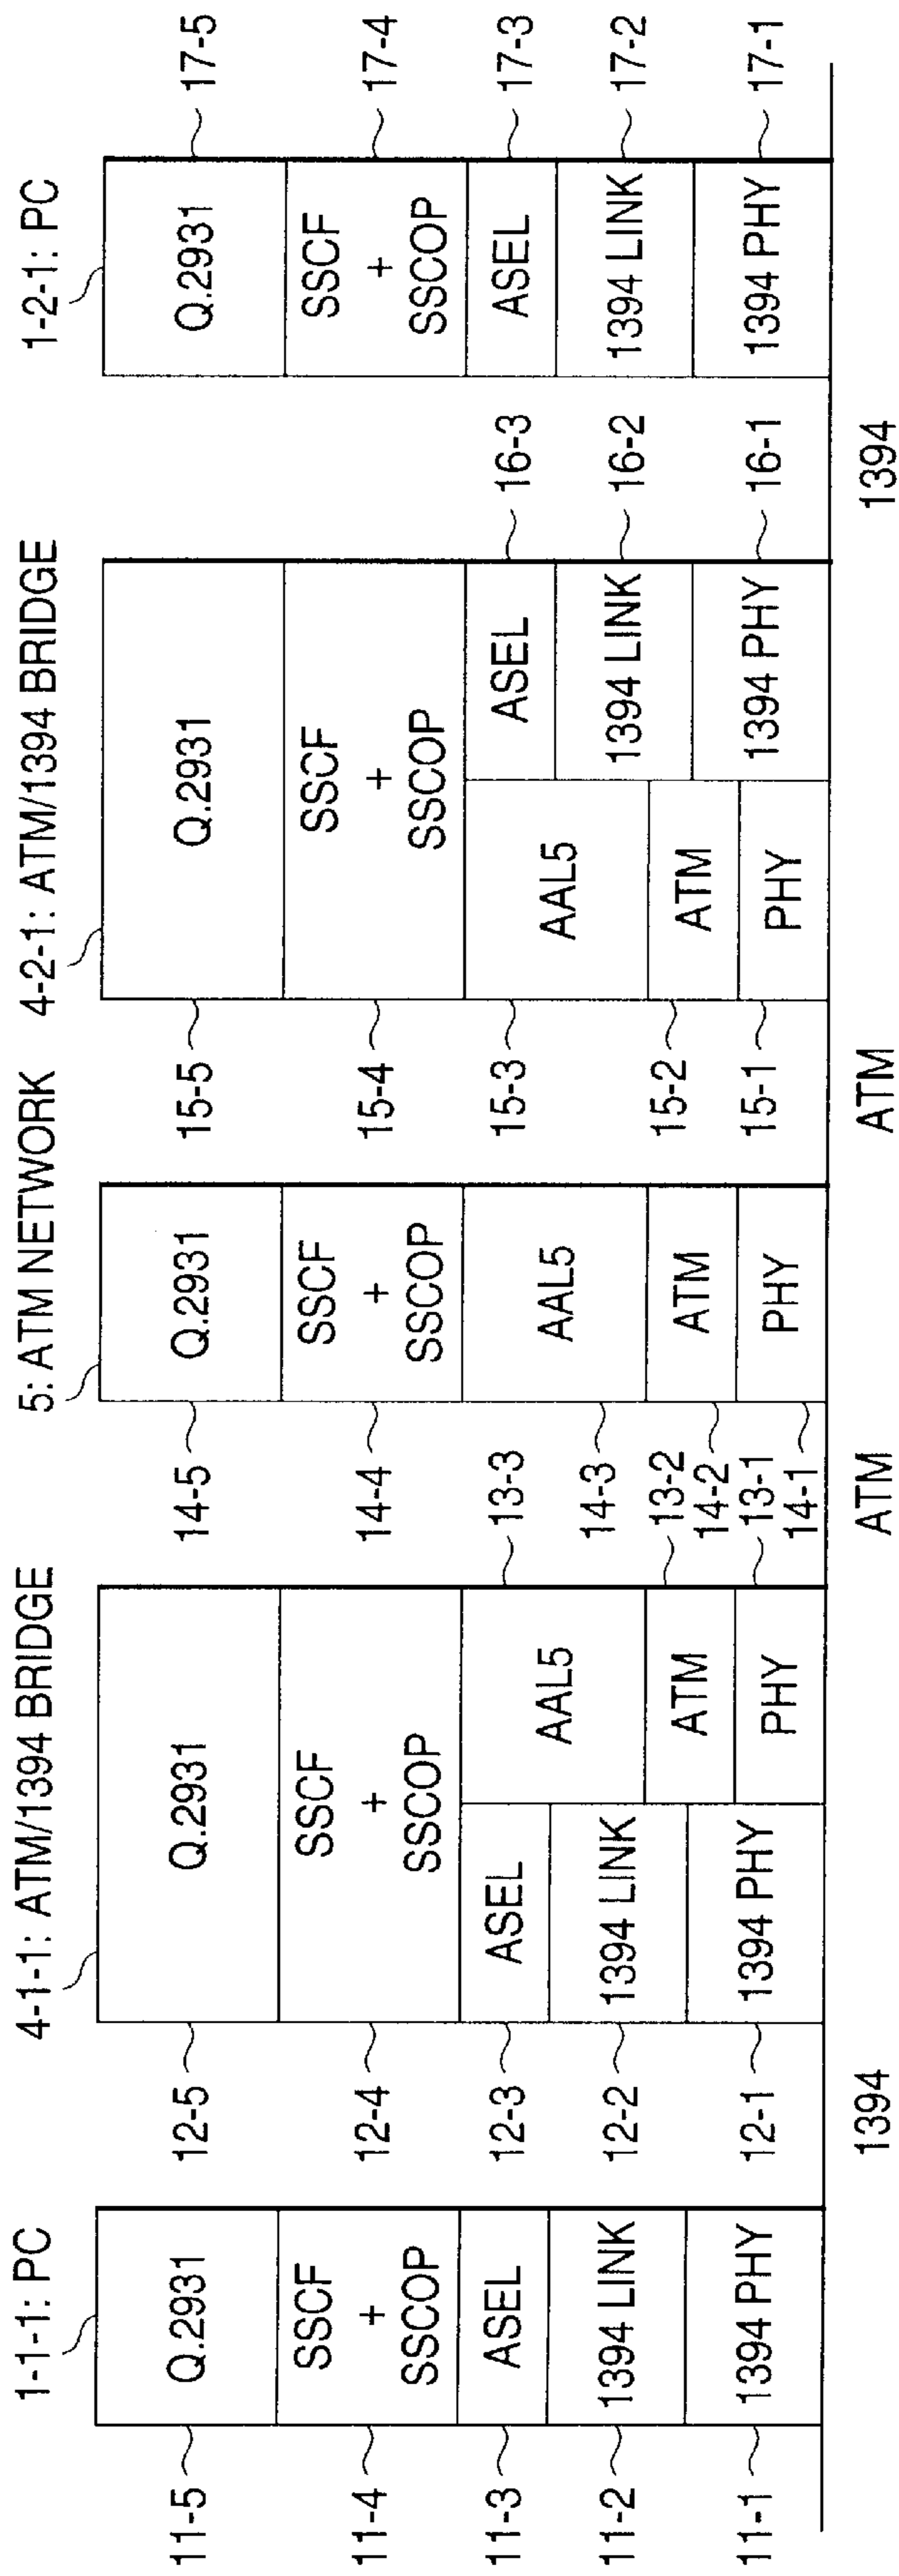 1-1-1: PC
Q.2931
SSCF
+
SSCOP
ASEL
1394 LINK
1394 PHY
11-5
11-4
11-3
11-2
11-1
1394
4-1-1: ATM/1394 BRIDGE
Q.2931
SSCF
+
SSCOP
ASEL
1394 LINK
1394 PHY
AAL5
ATM
PHY
12-5
12-4
12-3
12-2
12-1
13-3
13-2
13-1
ATM
5: ATM NETWORK
Q.2931
SSCF
+
SSCOP
AAL5
ATM
PHY
14-5
14-4
14-3
14-2
14-1
ATM
4-2-1: ATM/1394 BRIDGE
Q.2931
SSCF
+
SSCOP
AAL5
ATM
PHY
ASEL
1394 LINK
1394 PHY
15-5
15-4
15-3
15-2
15-1
16-3
16-2
16-1
1394
1-2-1: PC
Q.2931
SSCF
+
SSCOP
ASEL
1394 LINK
1394 PHY
17-5
17-4
17-3
17-2
17-1